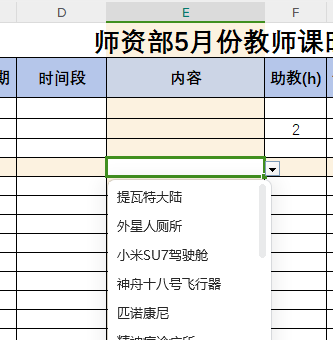 D E F
师资部5月份教师课
期 时间段 内容 助教(h)
2
提瓦特大陆
外星人厕所
小米SU7驾驶舱
神舟十八号飞行器
匹诺康尼